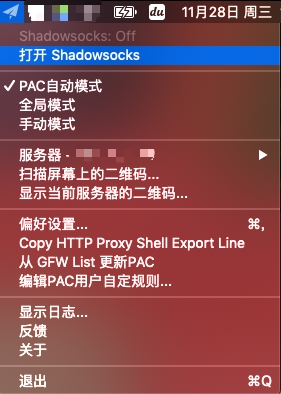 du 11月28日 周三
Shadowsocks: Off
打开 Shadowsocks
PAC自动模式
全局模式
手动模式
服务器 -
扫描屏幕上的二维码...
显示当前服务器的二维码...
偏好设置... ⌘,
Copy HTTP Proxy Shell Export Line
从 GFW List 更新PAC
编辑PAC用户自定规则...
显示日志...
反馈
关于
退出 ⌘Q